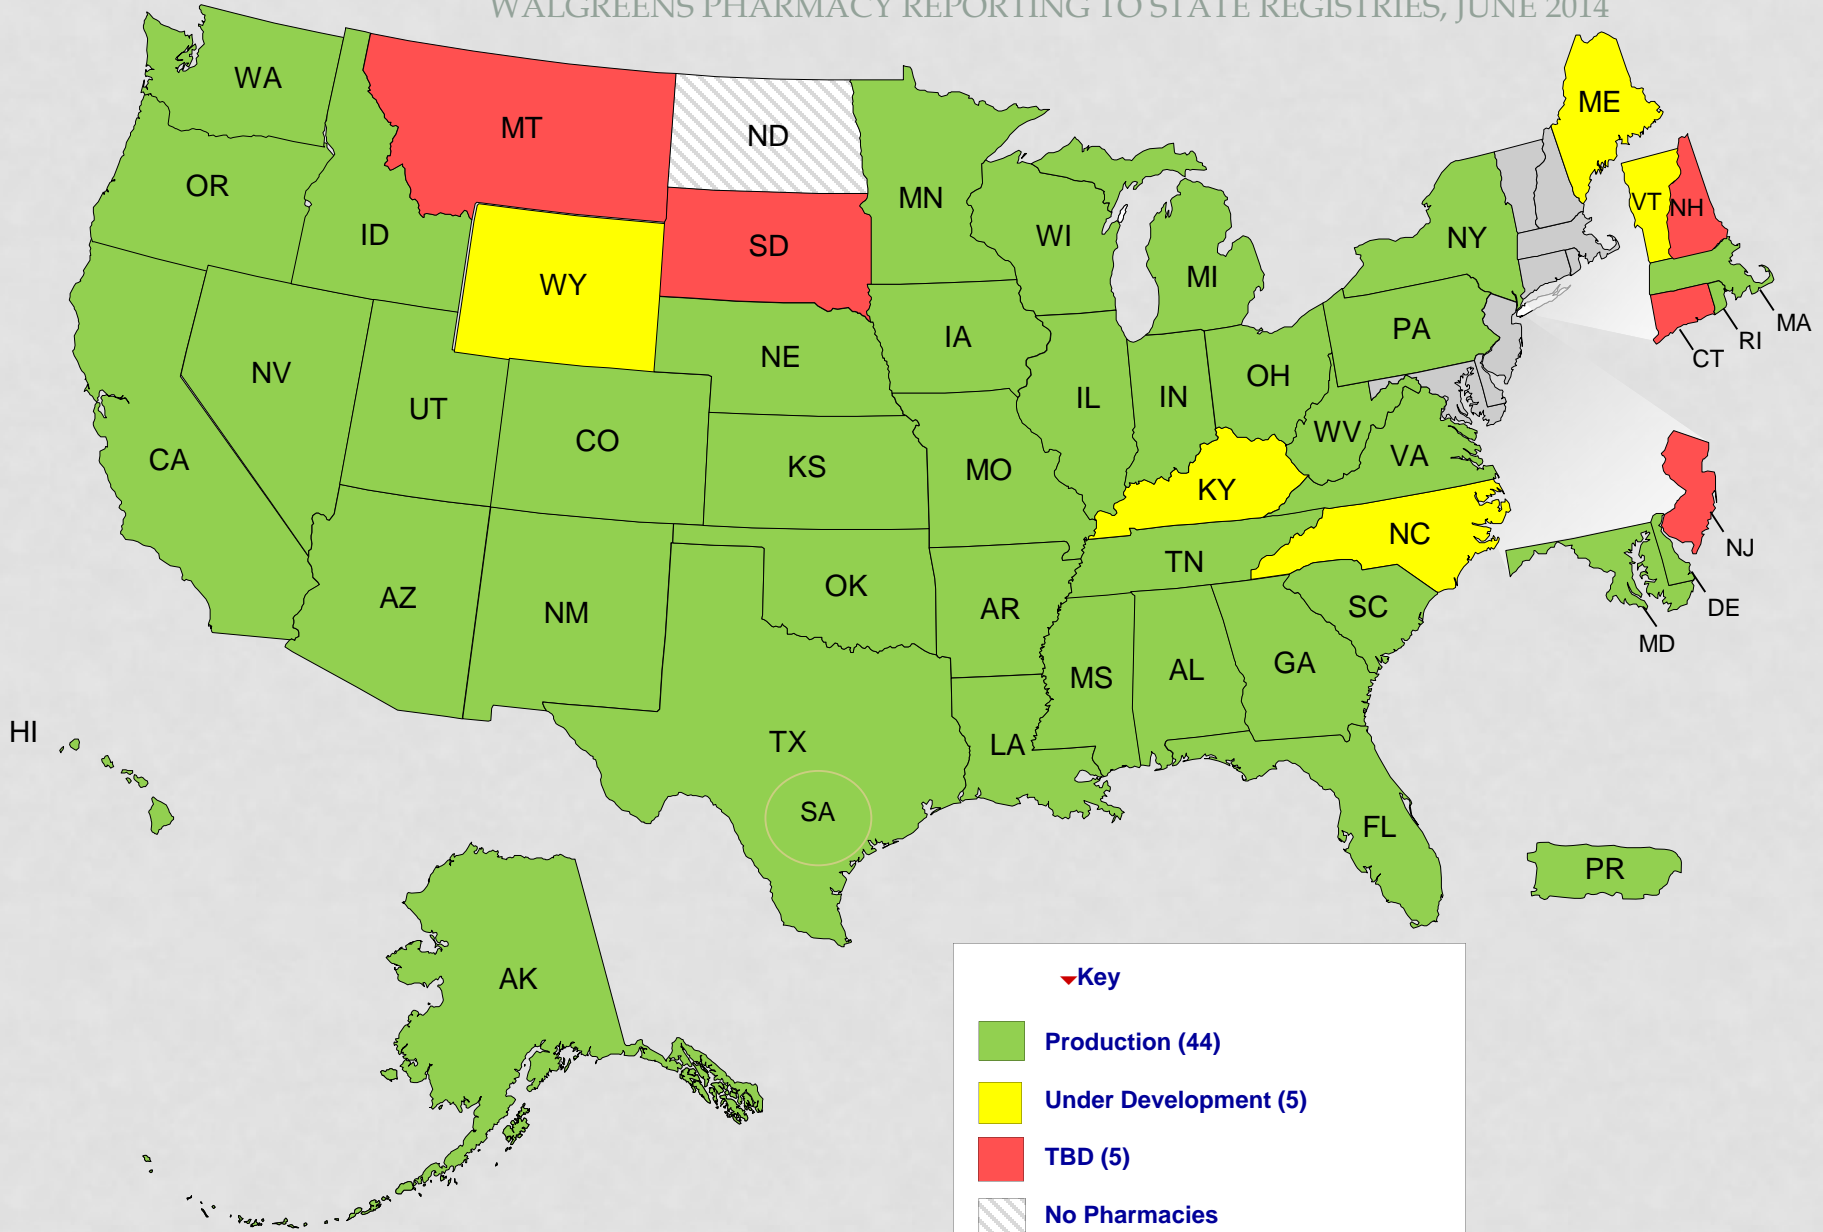 WALGREENS PHARMACY REPORTING TO STATE REGISTRIES, JUNE 2014
WA
MT
ND
ME
OR
MN
VT
NH
ID
WI
NY
SD
MI
WY
MA
IA
PA
RI
NE
CT
NV
OH
UT
IL
IN
CO
WV
CA
KS
MO
VA
KY
NC
NJ
TN
AZ
OK
NM
AR
SC
DE
MD
GA
MS
AL
HI
TX
LA
SA
FL
PR
AK
Key
Production (44)
Under Development (5)
TBD (5)
No Pharmacies